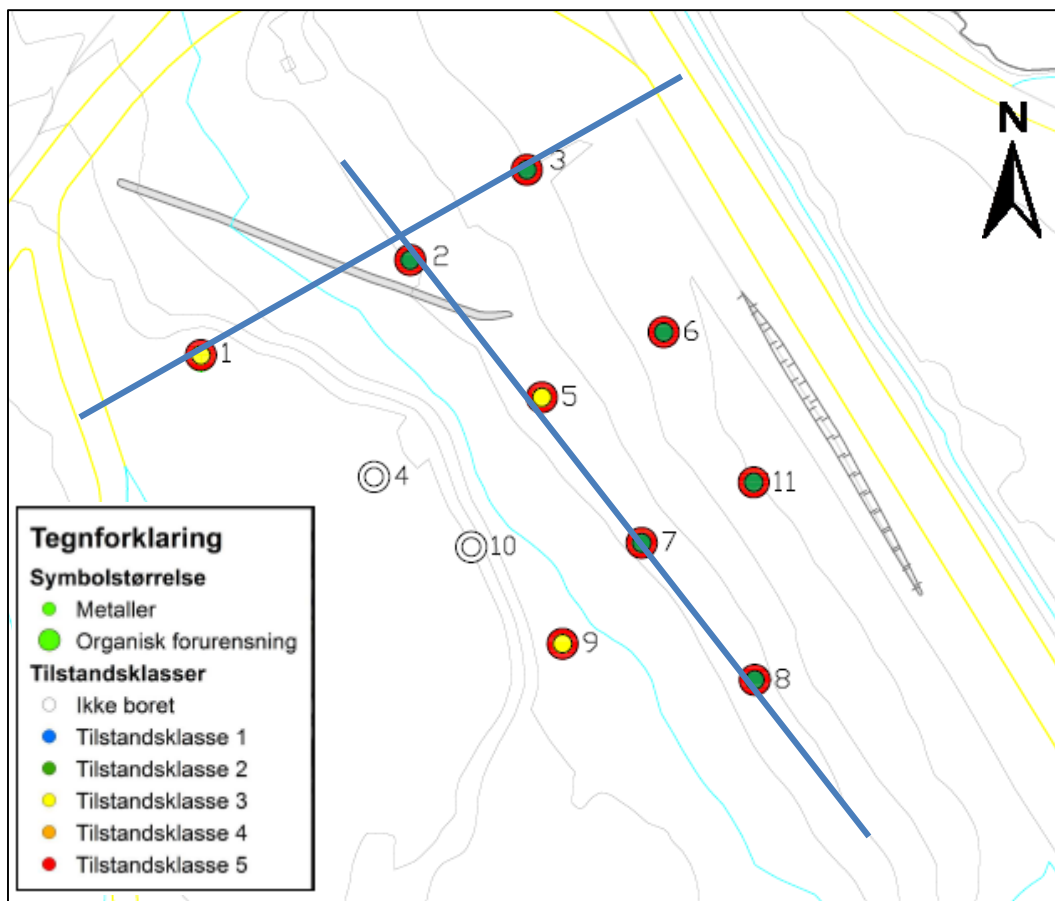 N
3
2
6
1
5
4
11
10
7
9
8
Tegnforklaring
Symbolstørrelse
Metaller
Organisk forurensning
Tilstandsklasser
Ikke boret
Tilstandsklasse 1
Tilstandsklasse 2
Tilstandsklasse 3
Tilstandsklasse 4
Tilstandsklasse 5